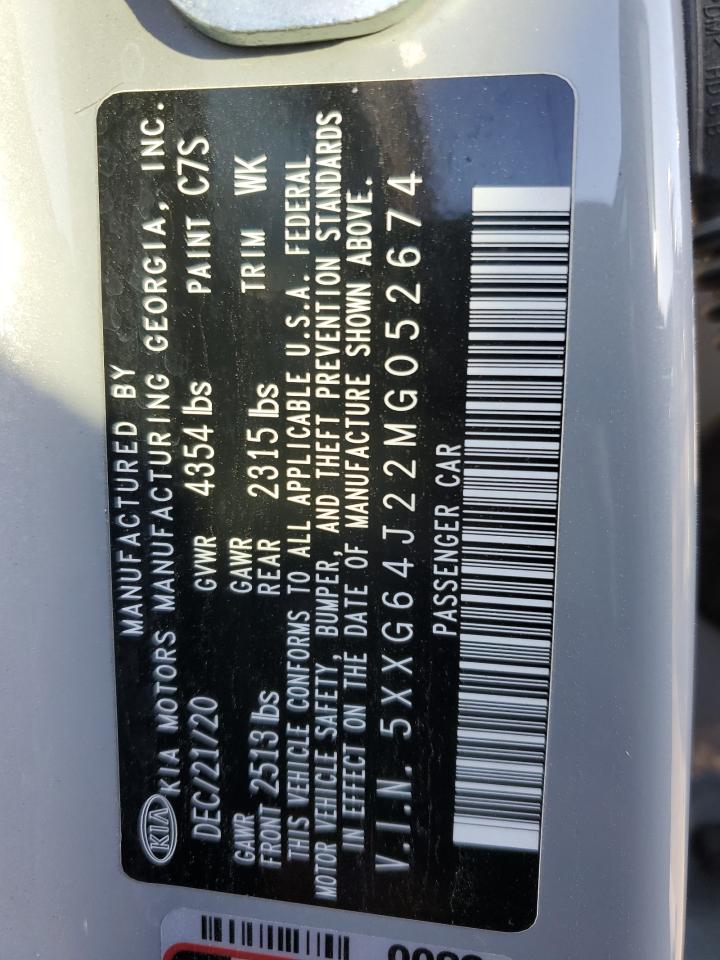 MANUFACTURED BY
KIA KIA MOTORS MANUFACTURING GEORGIA, INC.
DEC/21/20 GVWR 4354 lbs PAINT C7S
GAWR GAWR
FRONT 2513 lbs REAR 2315 lbs TRIM WK
THIS VEHICLE CONFORMS TO ALL APPLICABLE U.S.A. FEDERAL
MOTOR VEHICLE SAFETY, BUMPER, AND THEFT PREVENTION STANDARDS
IN EFFECT ON THE DATE OF MANUFACTURE SHOWN ABOVE.
V.I.N. 5XXG64J22MG052674
PASSENGER CAR